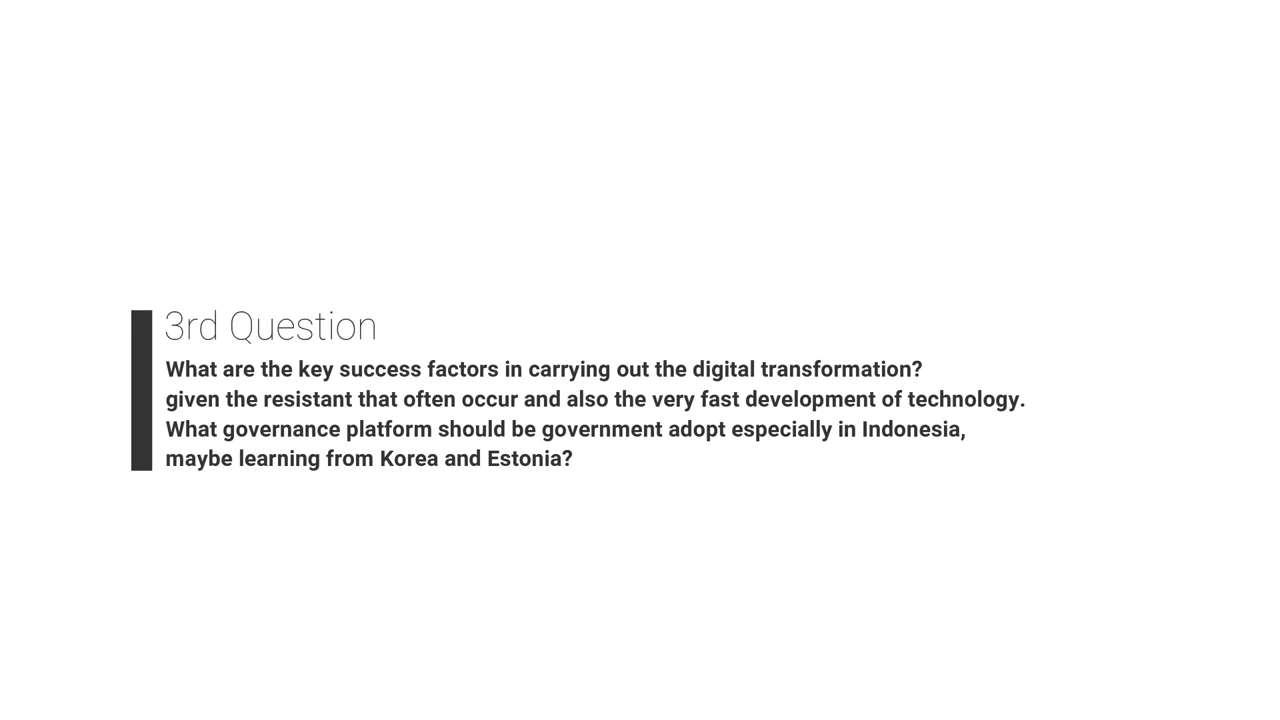 3rd Question
What are the key success factors in carrying out the digital transformation?
given the resistant that often occur and also the very fast development of technology.
What governance platform should be government adopt especially in Indonesia,
maybe learning from Korea and Estonia?